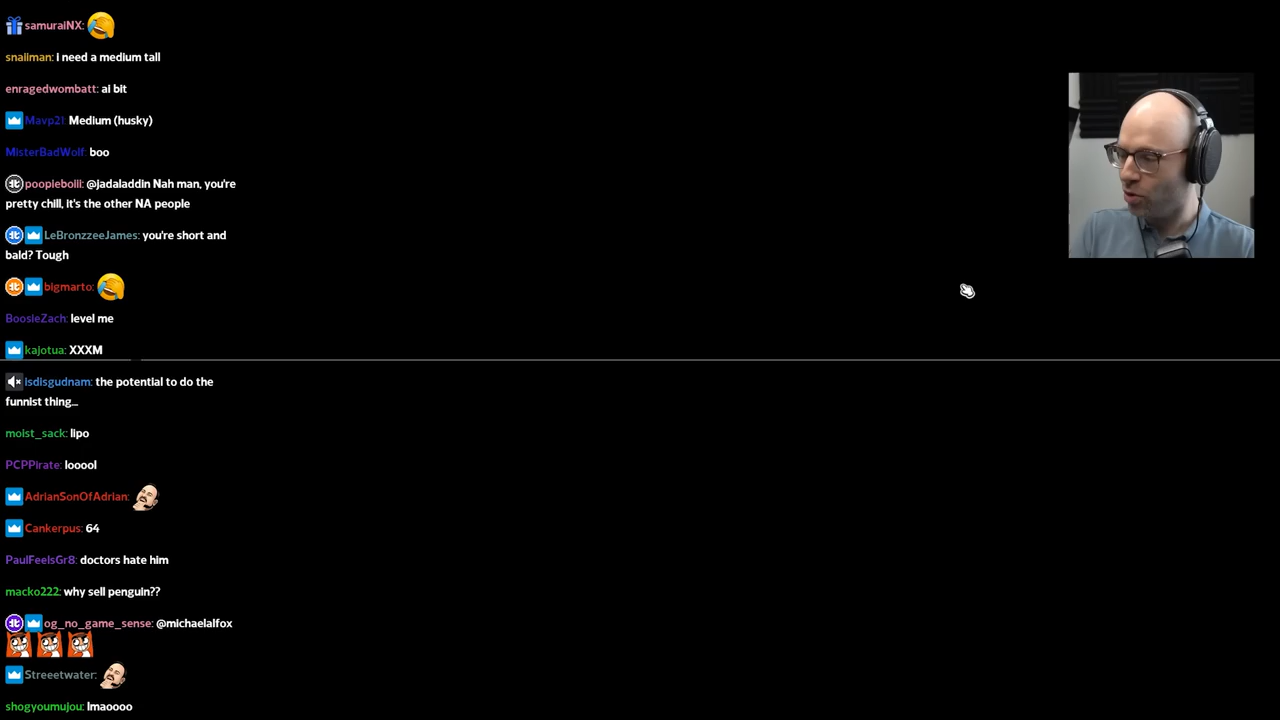 samuraiNX:
snailman: I need a medium tall
enragedwombatt: ai bit
Mavp21: Medium (husky)
MisterBadWolf: boo
poopiebolli: @jadaladdin Nah man, you're
pretty chill, it's the other NA people
LeBronzzeeJames: you're short and
bald? Tough
bigmarto:
BoosieZach: level me
kajotua: XXXM
isdisgudnam: the potential to do the
funnist thing...
moist_sack: lipo
PCPPirate: looool
AdrianSonOfAdrian:
Cankerpus: 64
PaulFeelsGr8: doctors hate him
macko222: why sell penguin??
og_no_game_sense: @michaelalfox
Streeetwater:
shogyoumujou: lmaoooo